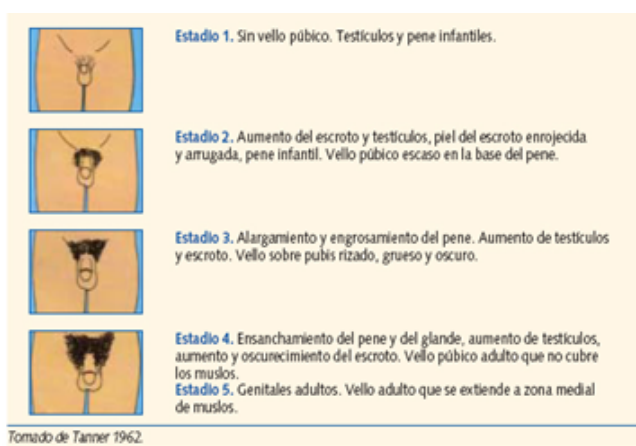 Estadio 1. Sin vello púbico. Testículos y pene infantiles.
Estadio 2. Aumento del escroto y testículos, piel del escroto enrojecida
y arrugada, pene infantil. Vello púbico escaso en la base del pene.
Estadio 3. Alargamiento y engrosamiento del pene. Aumento de testículos
y escroto. Vello sobre pubis rizado, grueso y oscuro.
Estadio 4. Ensanchamiento del pene y del glande, aumento de testículos,
aumento y oscurecimiento del escroto. Vello púbico adulto que no cubre
los muslos.
Estadio 5. Genitales adultos. Vello adulto que se extiende a zona medial
de muslos.
Tomado de Tanner 1962.